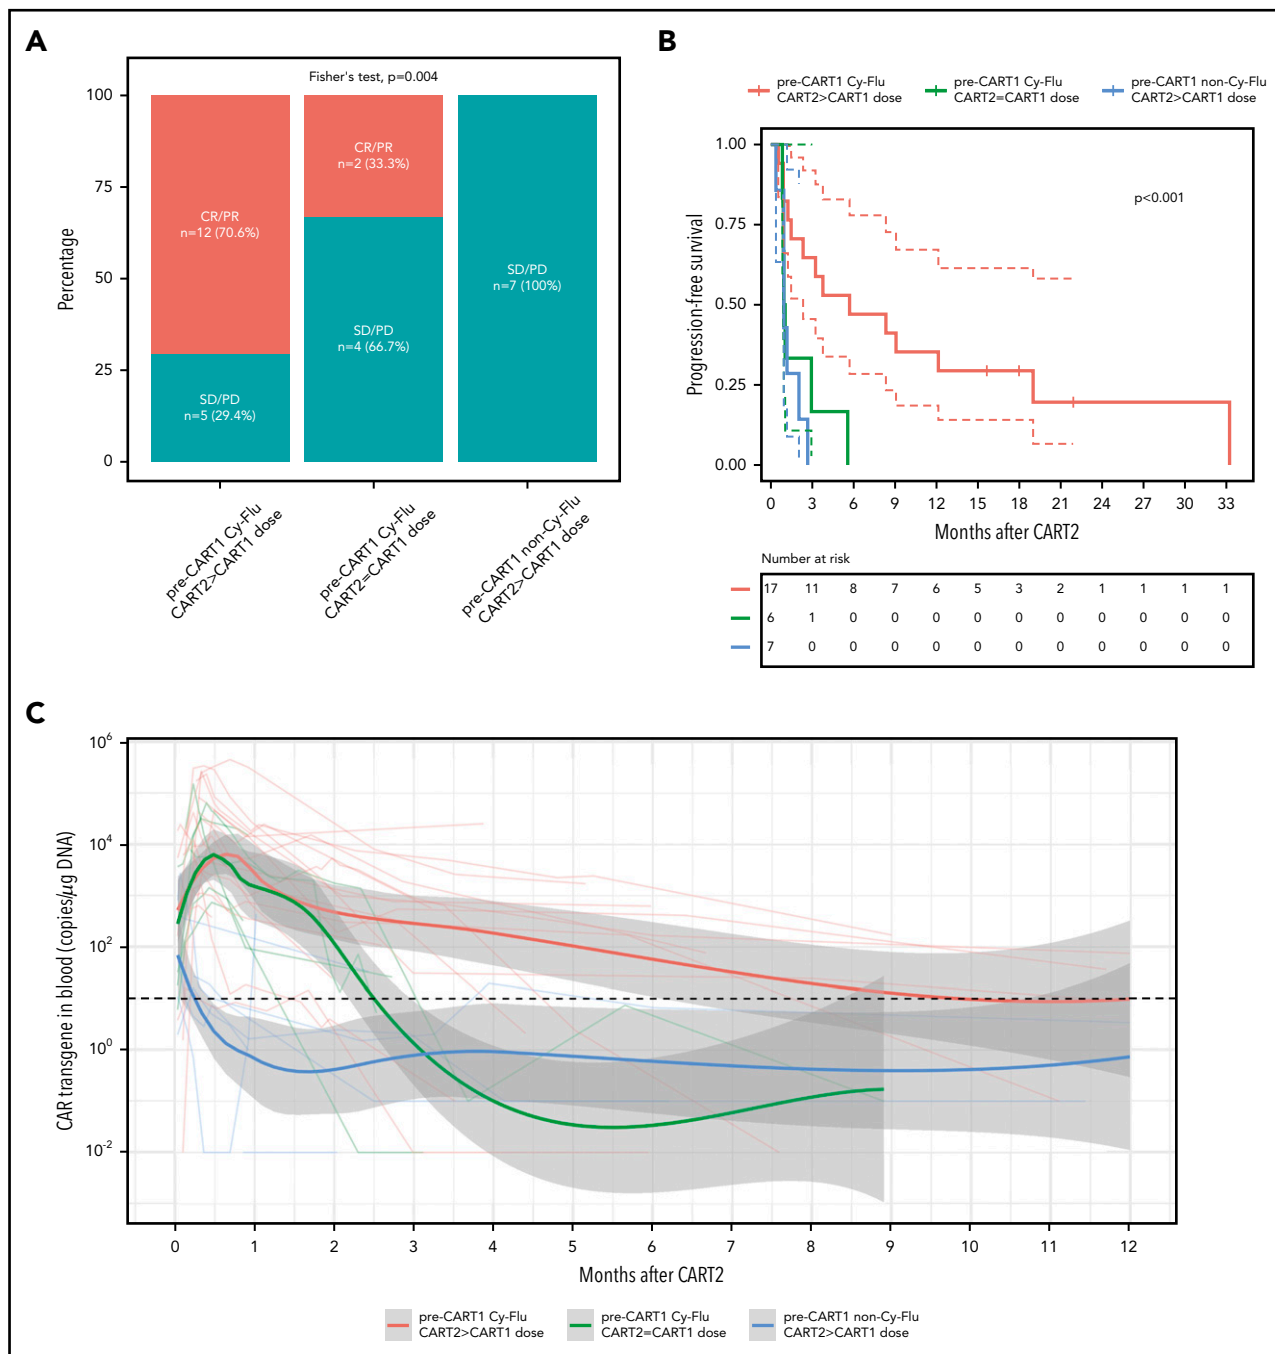 A
Fisher's test, p=0.004
Percentage
100
75
50
25
0
CR/PR
n=12 (70.6%)
SD/PD
n=5 (29.4%)
CR/PR
n=2 (33.3%)
SD/PD
n=4 (66.7%)
SD/PD
n=7 (100%)
pre-CART1 Cy-Flu
CART2>CART1 dose
pre-CART1 Cy-Flu
CART2=CART1 dose
pre-CART1 non-Cy-Flu
CART2>CART1 dose
B
pre-CART1 Cy-Flu
CART2>CART1 dose
pre-CART1 Cy-Flu
CART2=CART1 dose
pre-CART1 non-Cy-Flu
CART2>CART1 dose
Progression-free survival
1.00
0.75
0.50
0.25
0.00
p<0.001
0 3 6 9 12 15 18 21 24 27 30 33
Months after CART2
Number at risk
17 11 8 7 6 5 3 2 1 1 1 1
6 1 0 0 0 0 0 0 0 0 0 0
7 0 0 0 0 0 0 0 0 0 0 0
C
CAR transgene in blood (copies/µg DNA)
10⁶
10⁴
10²
10⁰
10⁻²
0 1 2 3 4 5 6 7 8 9 10 11 12
Months after CART2
pre-CART1 Cy-Flu
CART2>CART1 dose
pre-CART1 Cy-Flu
CART2=CART1 dose
pre-CART1 non-Cy-Flu
CART2>CART1 dose